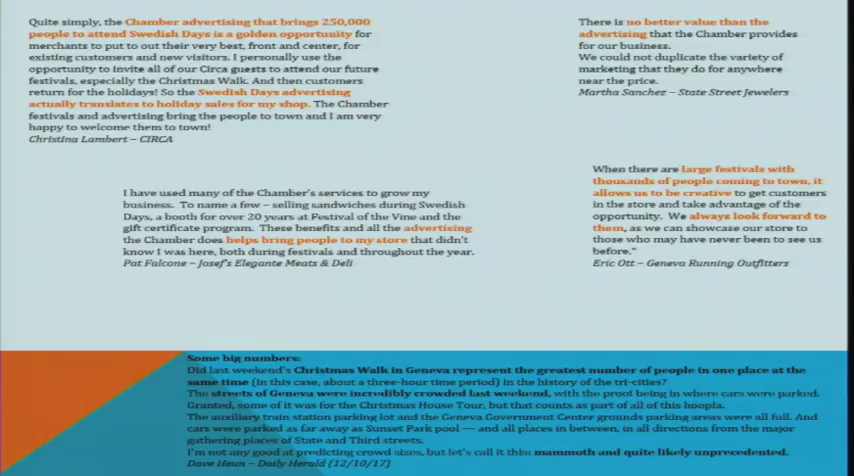 Quite simply, the Chamber advertising that brings 250,000
people to attend Swedish Days is a golden opportunity for
merchants to put to out their very best, front and center, for
existing customers and new visitors. I personally use the
opportunity to invite all of our Circa guests to attend our future
festivals, especially the Christmas Walk. And then customers
return for the holidays! So the Swedish Days advertising
actually translates to holiday sales for my shop. The Chamber
festivals and advertising bring the people to town and I am very
happy to welcome them to town!
Christina Lambert – CIRCA
There is no better value than the
advertising that the Chamber provides
for our business.
We could not duplicate the variety of
marketing that they do for anywhere
near the price.
Martha Sanchez – State Street Jewelers
I have used many of the Chamber's services to grow my
business. To name a few – selling sandwiches during Swedish
Days, a booth for over 20 years at Festival of the Vine and the
gift certificate program. These benefits and all the advertising
the Chamber does helps bring people to my store that didn't
know I was here, both during festivals and throughout the year.
Pat Falcone – Josef's Elegante Meats & Deli
When there are large festivals with
thousands of people coming to town, it
allows us to be creative to get customers
in the store and take advantage of the
opportunity. We always look forward to
them, as we can showcase our store to
those who may have never been to see us
before."
Eric Ott – Geneva Running Outfitters
Some big numbers:
Did last weekend's Christmas Walk in Geneva represent the greatest number of people in one place at the
same time (in this case, about a three-hour time period) in the history of the tri-cities?
The streets of Geneva were incredibly crowded last weekend, with the proof being in where cars were parked.
Granted, some of it was for the Christmas House Tour, but that counts as part of all of this hoopla.
The auxiliary train station parking lot and the Geneva Government Center grounds parking areas were all full. And
cars were parked as far away as Sunset Park pool — and all places in between, in all directions from the major
gathering places of State and Third streets.
I'm not any good at predicting crowd sizes, but let's call it this: mammoth and quite likely unprecedented.
Dave Heun – Daily Herald (12/10/17)